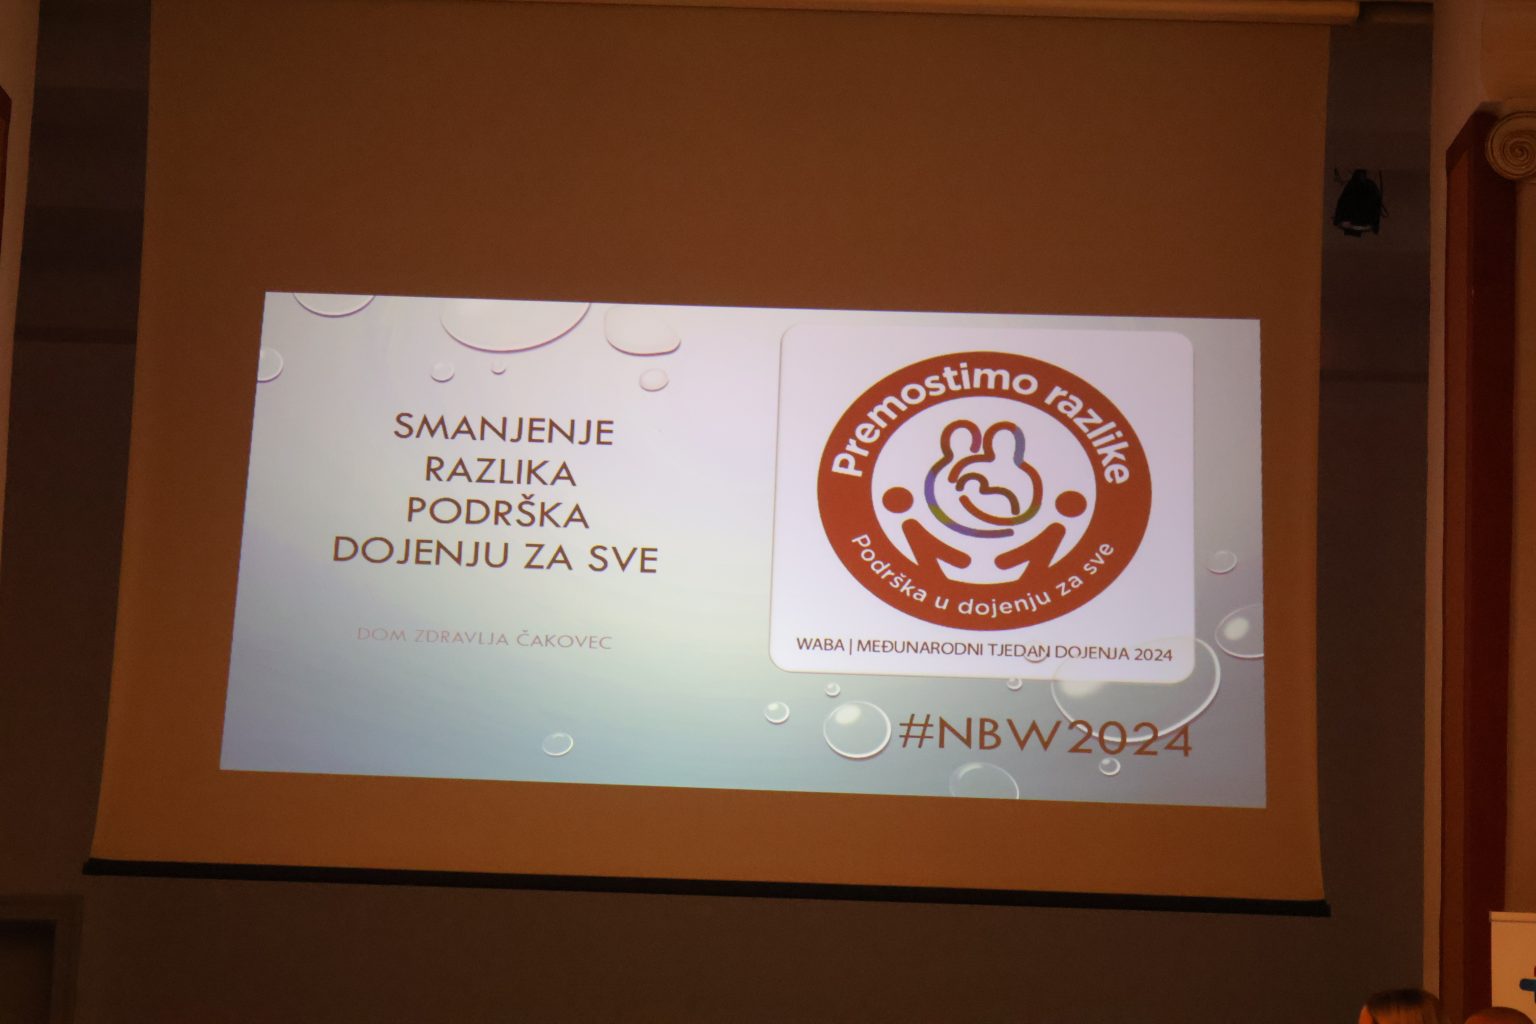 SMANJENJE
RAZLIKA
PODRŠKA
DOJENJU ZA SVE
DOM ZDRAVLJA ČAKOVEC
Premostimo razlike
Podrška u dojenju za sve
WABA | MEĐUNARODNI TJEDAN DOJENJA 2024
#NBW2024